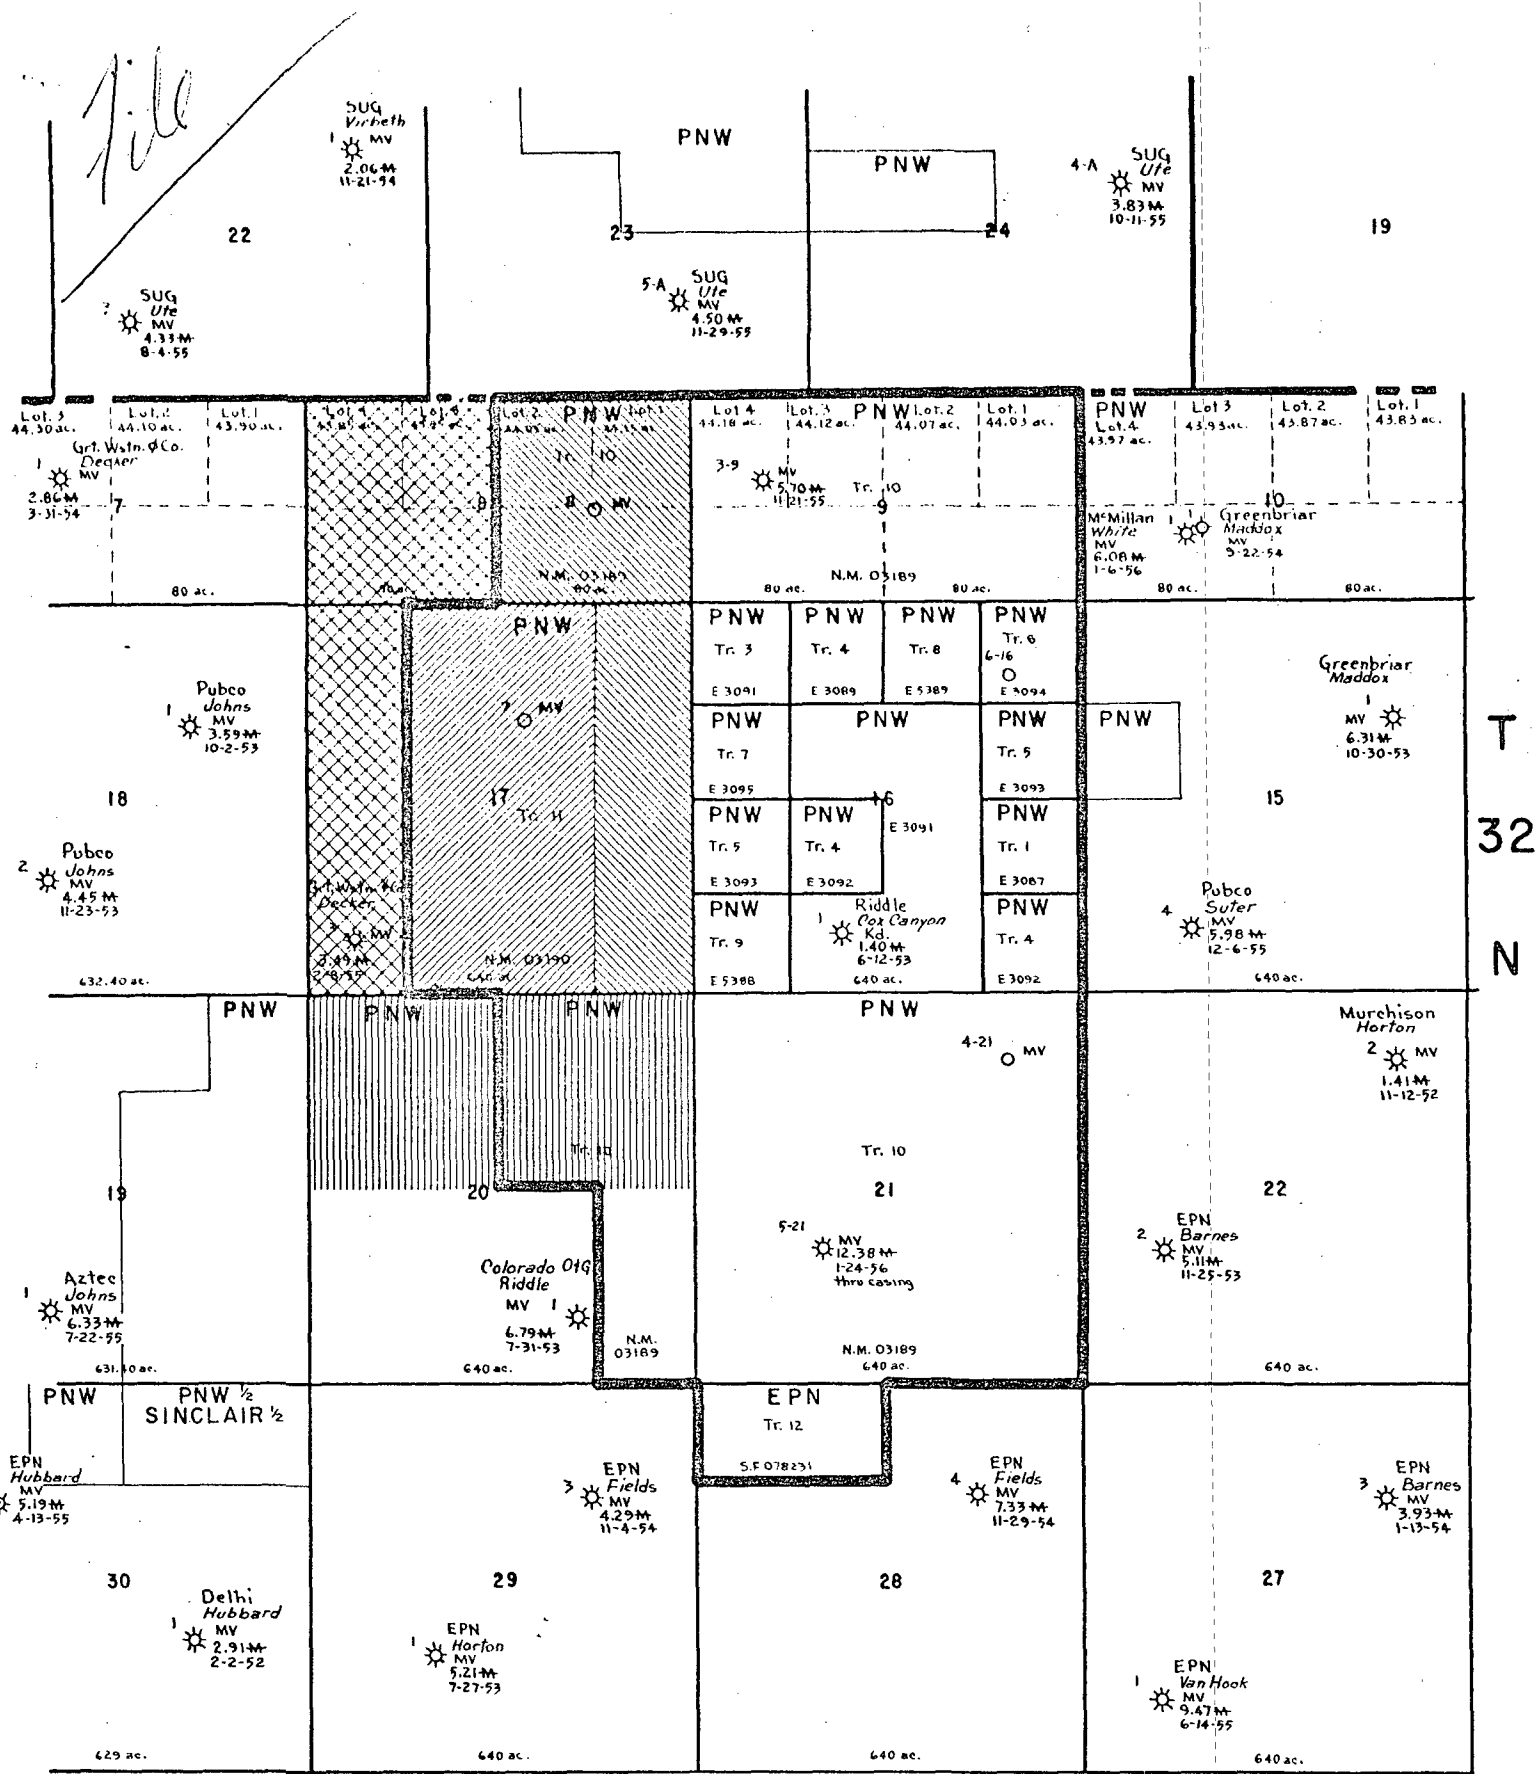 File
SUG
Virbeth
1 MV
2.06 M
11-21-54
22
SUG
Ute
MV
4.33 M
8-4-55
PNW
23
5-A SUG
Ute
MV
4.50 M
11-29-55
PNW
24
4-A SUG
Ute
MV
3.83 M
10-11-55
19
Lot. 3
44.30 ac.
Lot. 2
44.10 ac.
Lot. 1
43.90 ac.
Grt. Wstn. Co.
Decker
1 MV
2.86 M
3-31-54
7
80 ac.
Lot. 2
PNW
Tr. 10
8
8 MV
N.M. 03189
80 ac.
Lot 4
44.18 ac.
Lot. 3
44.12 ac.
PNW
Lot. 2
44.07 ac.
Lot. 1
44.03 ac.
3-9 MV
5.70 M
11-21-55
Tr. 10
9
N.M. 03189
80 ac.
80 ac.
PNW
Lot. 4
43.97 ac.
Lot 3
43.93 ac.
Lot. 2
43.87 ac.
Lot. 1
43.83 ac.
10
McMillan
White
MV
6.08 M
1-6-56
1
1
Greenbriar
Maddox
MV
9-22-54
80 ac.
80 ac.
Pubco
Johns
1 MV
3.59 M
10-2-53
18
Pubco
2 Johns
MV
4.45 M
11-23-53
632.40 ac.
PNW
7 MV
17
Tr. 11
Grt. Wstn. Co.
Decker
MV
3.49 M
2-8-55
N.M. 03190
640 ac.
PNW
Tr. 3
E 3091
PNW
Tr. 4
E 3089
PNW
Tr. 8
E 5389
PNW
Tr. 6
6-16
E 3094
PNW
Tr. 7
E 3095
PNW
16
E 3091
PNW
Tr. 5
E 3093
PNW
Tr. 5
E 3093
PNW
Tr. 4
E 3092
PNW
Tr. 1
E 3087
PNW
Tr. 9
E 5388
Riddle
1 Cox Canyon
Kd.
1.40 M
6-12-53
640 ac.
PNW
Tr. 4
E 3092
PNW
Greenbriar
Maddox
1
MV
6.31 M
10-30-53
15
Pubco
4 Suter
MV
5.98 M
12-6-55
640 ac.
T
32
N
PNW
19
Aztec
1 Johns
MV
6.33 M
7-22-55
631.40 ac.
PNW
PNW
20
Colorado O&G
Riddle
MV 1
6.79 M
7-31-53
N.M.
03189
640 ac.
PNW
4-21 MV
Tr. 10
21
5-21
MV
12.38 M
1-24-56
thru casing
N.M. 03189
640 ac.
Murchison
Horton
2 MV
1.41 M
11-12-52
22
EPN
2 Barnes
MV
5.11 M
11-25-53
640 ac.
PNW
PNW 1/2
SINCLAIR 1/2
EPN
Hubbard
MV
5.19 M
4-13-55
30
Delhi
Hubbard
1 MV
2.91 M
2-2-52
629 ac.
EPN
3 Fields
MV
4.29 M
11-4-54
29
EPN
1 Horton
MV
5.21 M
7-27-53
640 ac.
EPN
Tr. 12
S.F. 078231
EPN
4 Fields
MV
7.33 M
11-29-54
28
640 ac.
EPN
3 Barnes
MV
3.93 M
1-13-54
27
EPN
1 Van Hook
MV
9.47 M
6-14-55
640 ac.